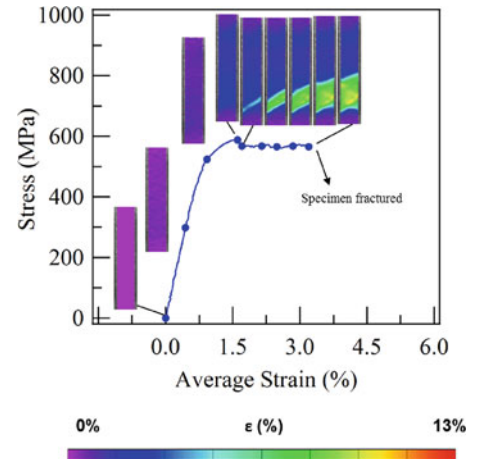 1000
800
600
400
200
0
Stress (MPa)
Specimen fractured
0.0 1.5 3.0 4.5 6.0
Average Strain (%)
0% ε (%) 13%